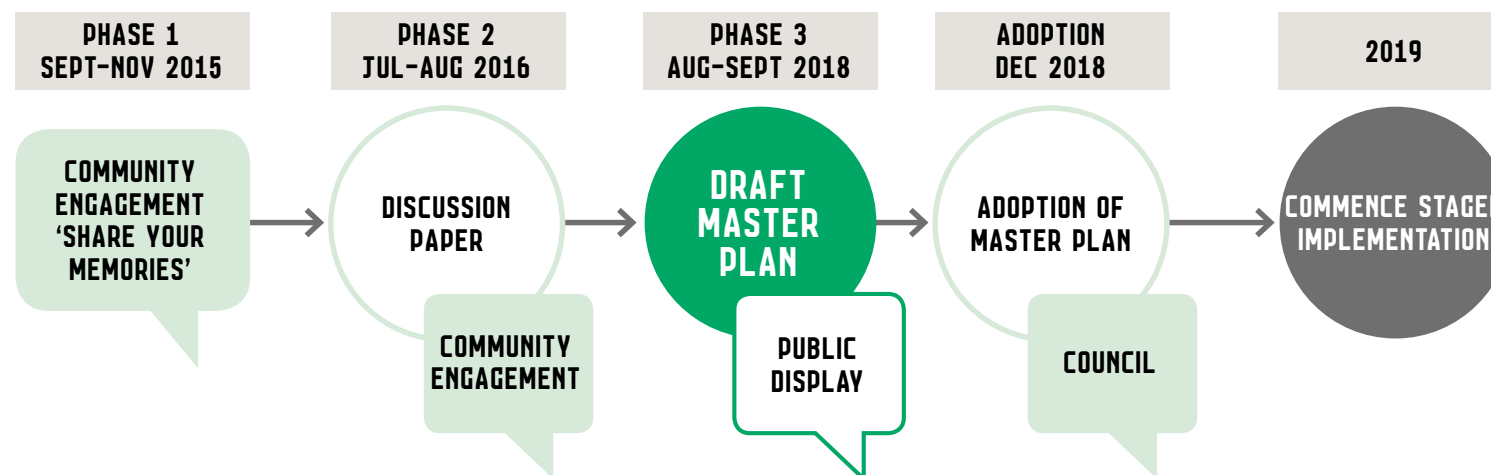 PHASE 1
SEPT-NOV 2015
PHASE 2
JUL-AUG 2016
PHASE 3
AUG-SEPT 2018
ADOPTION
DEC 2018
2019
COMMUNITY
ENGAGEMENT
‘SHARE YOUR
MEMORIES’
DISCUSSION
PAPER
COMMUNITY
ENGAGEMENT
DRAFT
MASTER
PLAN
PUBLIC
DISPLAY
ADOPTION OF
MASTER PLAN
COUNCIL
COMMENCE
IMPLEMENTATION